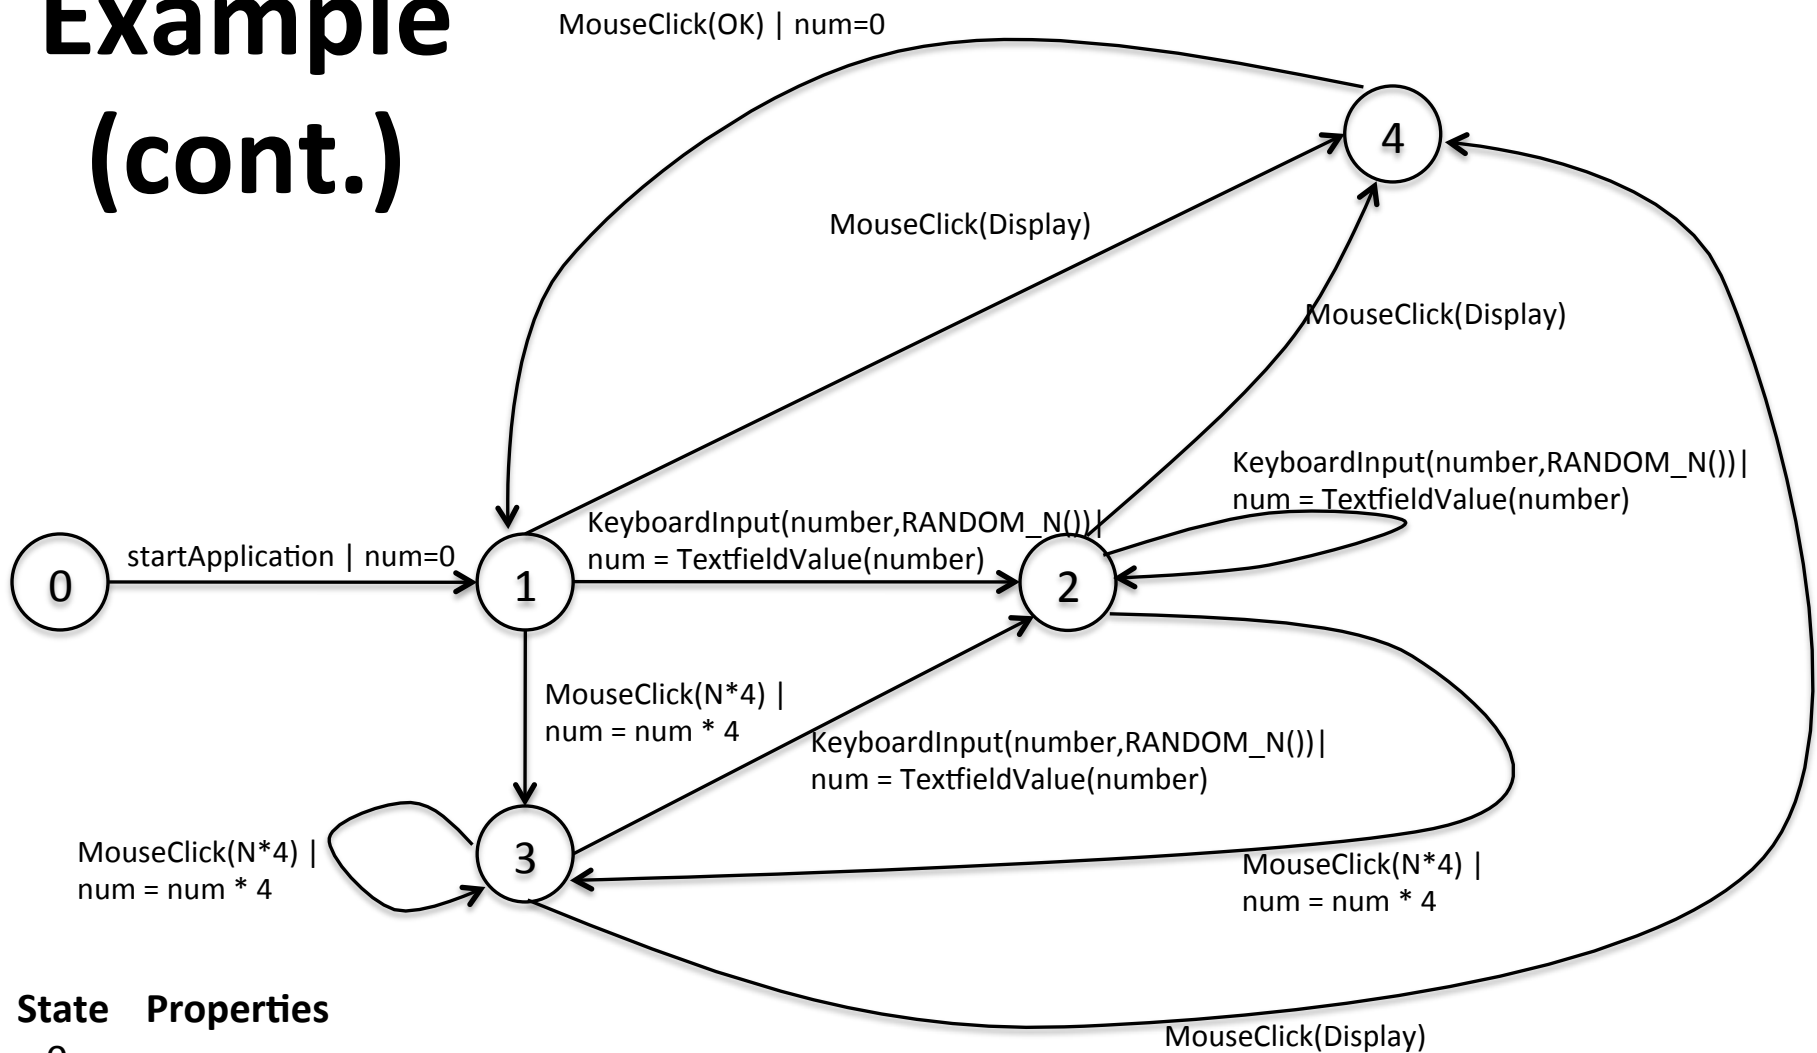 Example
(cont.)
MouseClick(OK) | num=0
4
MouseClick(Display)
MouseClick(Display)
KeyboardInput(number,RANDOM_N())|
num = TextfieldValue(number)
KeyboardInput(number,RANDOM_N())|
num = TextfieldValue(number)
startApplication | num=0
0
1
2
MouseClick(N*4) |
num = num * 4
KeyboardInput(number,RANDOM_N())|
num = TextfieldValue(number)
MouseClick(N*4) |
num = num * 4
3
MouseClick(N*4) |
num = num * 4
State Properties
MouseClick(Display)